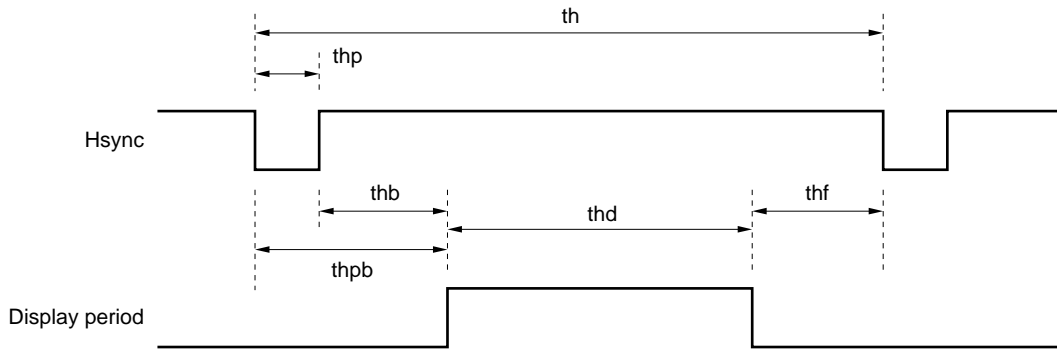 th
thp
Hsync
thb
thd
thf
thpb
Display period